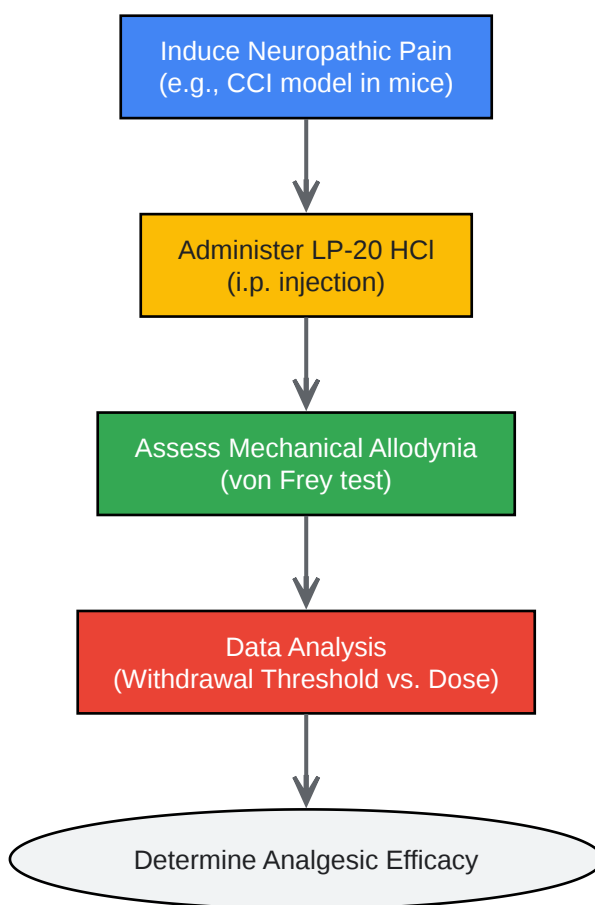 Induce Neuropathic Pain
(e.g., CCI model in mice)
Administer LP-20 HCl
(i.p. injection)
Assess Mechanical Allodynia
(von Frey test)
Data Analysis
(Withdrawal Threshold vs. Dose)
Determine Analgesic Efficacy